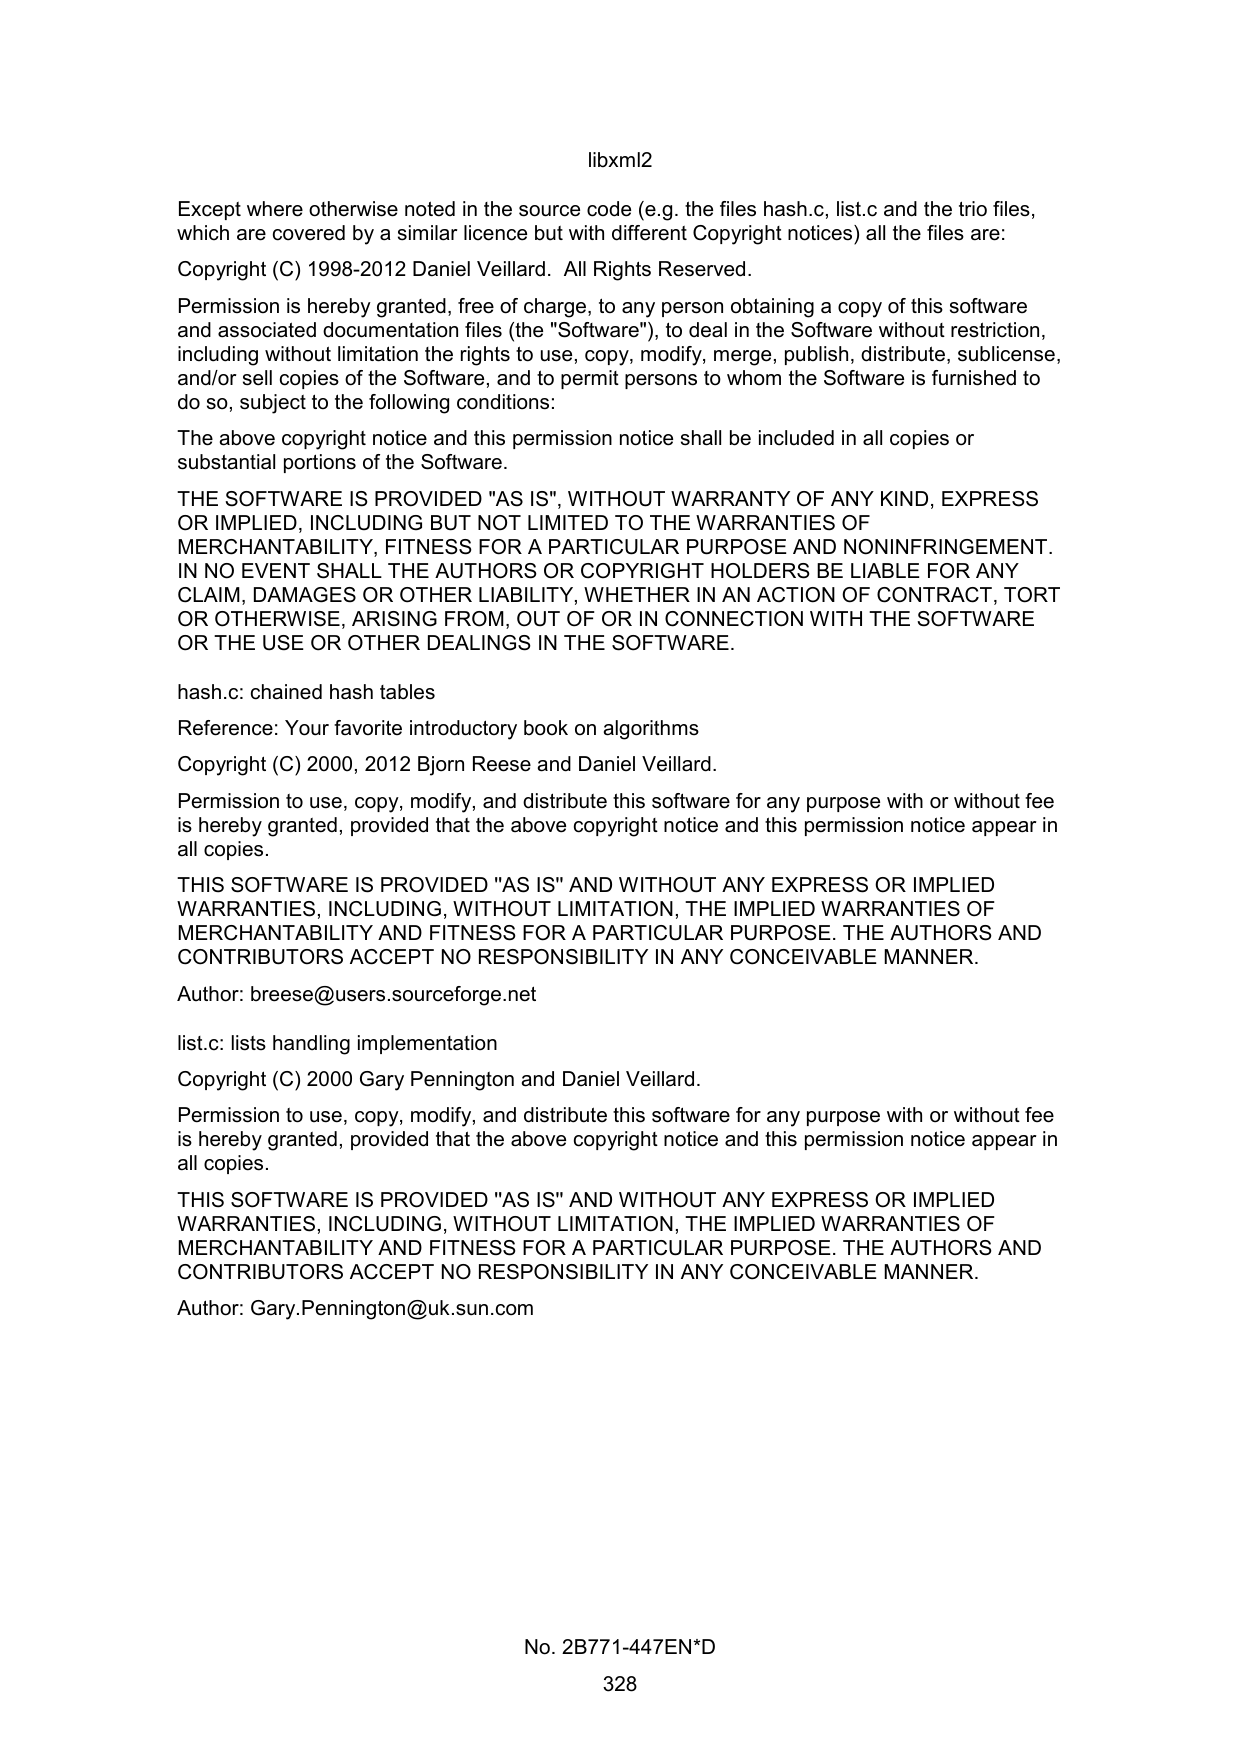 libxml2
Except where otherwise noted in the source code (e.g. the files hash.c, list.c and the trio files,
which are covered by a similar licence but with different Copyright notices) all the files are:
Copyright (C) 1998-2012 Daniel Veillard.  All Rights Reserved.
Permission is hereby granted, free of charge, to any person obtaining a copy of this software
and associated documentation files (the "Software"), to deal in the Software without restriction,
including without limitation the rights to use, copy, modify, merge, publish, distribute, sublicense,
and/or sell copies of the Software, and to permit persons to whom the Software is furnished to
do so, subject to the following conditions:
The above copyright notice and this permission notice shall be included in all copies or
substantial portions of the Software.
THE SOFTWARE IS PROVIDED "AS IS", WITHOUT WARRANTY OF ANY KIND, EXPRESS
OR IMPLIED, INCLUDING BUT NOT LIMITED TO THE WARRANTIES OF
MERCHANTABILITY, FITNESS FOR A PARTICULAR PURPOSE AND NONINFRINGEMENT.
IN NO EVENT SHALL THE AUTHORS OR COPYRIGHT HOLDERS BE LIABLE FOR ANY
CLAIM, DAMAGES OR OTHER LIABILITY, WHETHER IN AN ACTION OF CONTRACT, TORT
OR OTHERWISE, ARISING FROM, OUT OF OR IN CONNECTION WITH THE SOFTWARE
OR THE USE OR OTHER DEALINGS IN THE SOFTWARE.
hash.c: chained hash tables
Reference: Your favorite introductory book on algorithms
Copyright (C) 2000, 2012 Bjorn Reese and Daniel Veillard.
Permission to use, copy, modify, and distribute this software for any purpose with or without fee
is hereby granted, provided that the above copyright notice and this permission notice appear in
all copies.
THIS SOFTWARE IS PROVIDED ''AS IS'' AND WITHOUT ANY EXPRESS OR IMPLIED
WARRANTIES, INCLUDING, WITHOUT LIMITATION, THE IMPLIED WARRANTIES OF
MERCHANTABILITY AND FITNESS FOR A PARTICULAR PURPOSE. THE AUTHORS AND
CONTRIBUTORS ACCEPT NO RESPONSIBILITY IN ANY CONCEIVABLE MANNER.
Author: breese@users.sourceforge.net
list.c: lists handling implementation
Copyright (C) 2000 Gary Pennington and Daniel Veillard.
Permission to use, copy, modify, and distribute this software for any purpose with or without fee
is hereby granted, provided that the above copyright notice and this permission notice appear in
all copies.
THIS SOFTWARE IS PROVIDED ''AS IS'' AND WITHOUT ANY EXPRESS OR IMPLIED
WARRANTIES, INCLUDING, WITHOUT LIMITATION, THE IMPLIED WARRANTIES OF
MERCHANTABILITY AND FITNESS FOR A PARTICULAR PURPOSE. THE AUTHORS AND
CONTRIBUTORS ACCEPT NO RESPONSIBILITY IN ANY CONCEIVABLE MANNER.
Author: Gary.Pennington@uk.sun.com
No. 2B771-447EN*D
328